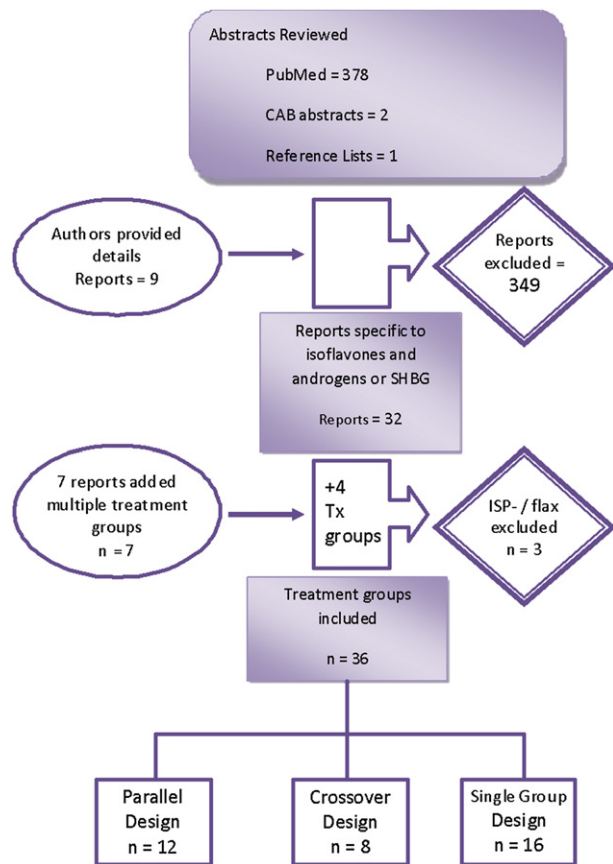 Abstracts Reviewed
PubMed = 378
CAB abstracts = 2
Reference Lists = 1
Authors provided
details
Reports = 9
Reports
excluded =
349
Reports specific to
isoflavones and
androgens or SHBG
Reports = 32
7 reports added
multiple treatment
groups
n = 7
+4
Tx
groups
ISP- / flax
excluded
n = 3
Treatment groups
included
n = 36
Parallel
Design
n = 12
Crossover
Design
n = 8
Single Group
Design
n = 16